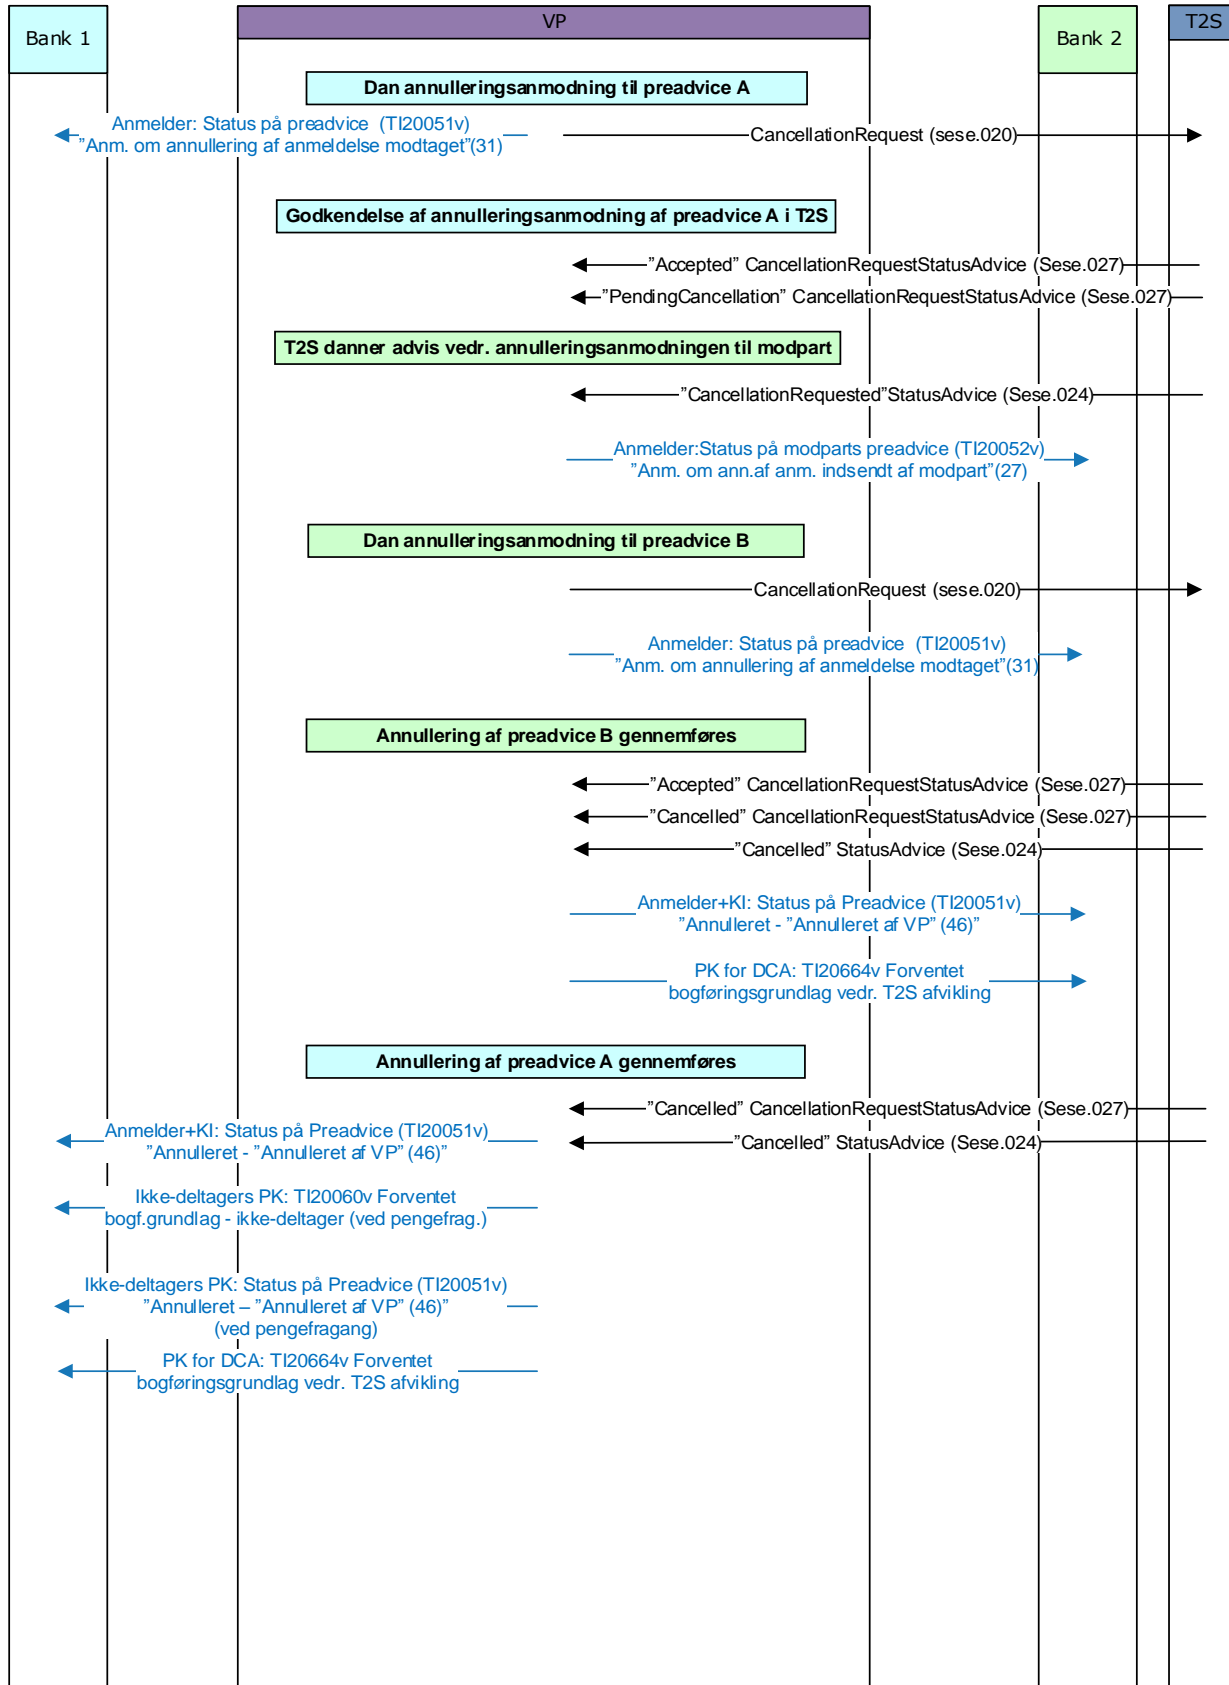 Bank 1
VP
Bank 2
T2S
Dan annulleringsanmodning til preadvice A
Anmelder: Status på preadvice (TI20051v)
”Anm. om annullering af anmeldelse modtaget”(31)
CancellationRequest (sese.020)
Godkendelse af annulleringsanmodning af preadvice A i T2S
”Accepted” CancellationRequestStatusAdvice (Sese.027)
”PendingCancellation” CancellationRequestStatusAdvice (Sese.027)
T2S danner advis vedr. annulleringsanmodningen til modpart
”CancellationRequested”StatusAdvice (Sese.024)
Anmelder:Status på modparts preadvice (TI20052v)
”Anm. om ann.af anm. indsendt af modpart”(27)
Dan annulleringsanmodning til preadvice B
CancellationRequest (sese.020)
Anmelder: Status på preadvice (TI20051v)
”Anm. om annullering af anmeldelse modtaget”(31)
Annullering af preadvice B gennemføres
”Accepted” CancellationRequestStatusAdvice (Sese.027)
”Cancelled” CancellationRequestStatusAdvice (Sese.027)
”Cancelled” StatusAdvice (Sese.024)
Anmelder+KI: Status på Preadvice (TI20051v)
”Annulleret - ”Annulleret af VP” (46)”
PK for DCA: TI20664v Forventet
bogføringsgrundlag vedr. T2S afvikling
Annullering af preadvice A gennemføres
”Cancelled” CancellationRequestStatusAdvice (Sese.027)
Anmelder+KI: Status på Preadvice (TI20051v)
”Annulleret - ”Annulleret af VP” (46)”
”Cancelled” StatusAdvice (Sese.024)
Ikke-deltagers PK: TI20060v Forventet
bogf.grundlag - ikke-deltager (ved pengefrag.)
Ikke-deltagers PK: Status på Preadvice (TI20051v)
”Annulleret – ”Annulleret af VP” (46)”
(ved pengefragang)
PK for DCA: TI20664v Forventet
bogføringsgrundlag vedr. T2S afvikling